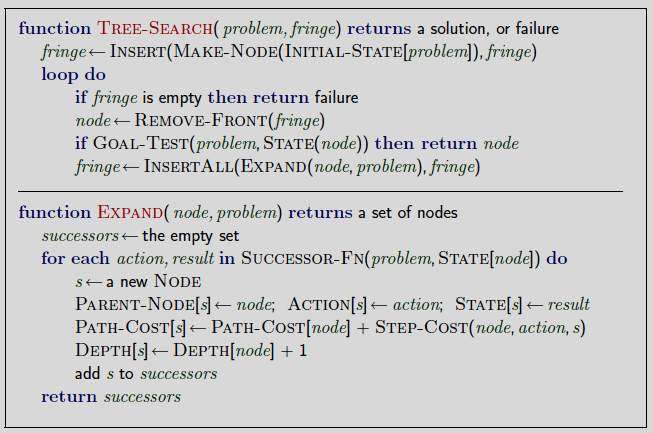 function TREE-SEARCH( problem, fringe) returns a solution, or failure
fringe ← INSERT(MAKE-NODE(INITIAL-STATE[problem]), fringe)
loop do
if fringe is empty then return failure
node ← REMOVE-FRONT(fringe)
if GOAL-TEST(problem, STATE(node)) then return node
fringe ← INSERTALL(EXPAND(node, problem), fringe)
function EXPAND( node, problem) returns a set of nodes
successors ← the empty set
for each action, result in SUCCESSOR-FN(problem, STATE[node]) do
s ← a new NODE
PARENT-NODE[s] ← node; ACTION[s] ← action; STATE[s] ← result
PATH-COST[s] ← PATH-COST[node] + STEP-COST(node, action, s)
DEPTH[s] ← DEPTH[node] + 1
add s to successors
return successors